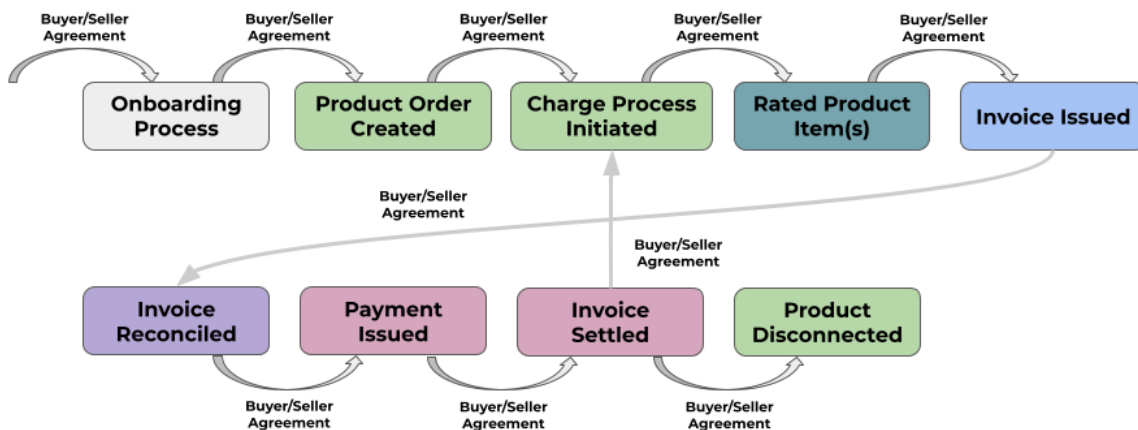 Buyer/Seller
Agreement
Buyer/Seller
Agreement
Buyer/Seller
Agreement
Buyer/Seller
Agreement
Buyer/Seller
Agreement
Onboarding
Process
Product Order
Created
Charge Process
Initiated
Rated Product
Item(s)
Invoice Issued
Buyer/Seller
Agreement
Buyer/Seller
Agreement
Invoice
Reconciled
Payment
Issued
Invoice
Settled
Product
Disconnected
Buyer/Seller
Agreement
Buyer/Seller
Agreement
Buyer/Seller
Agreement